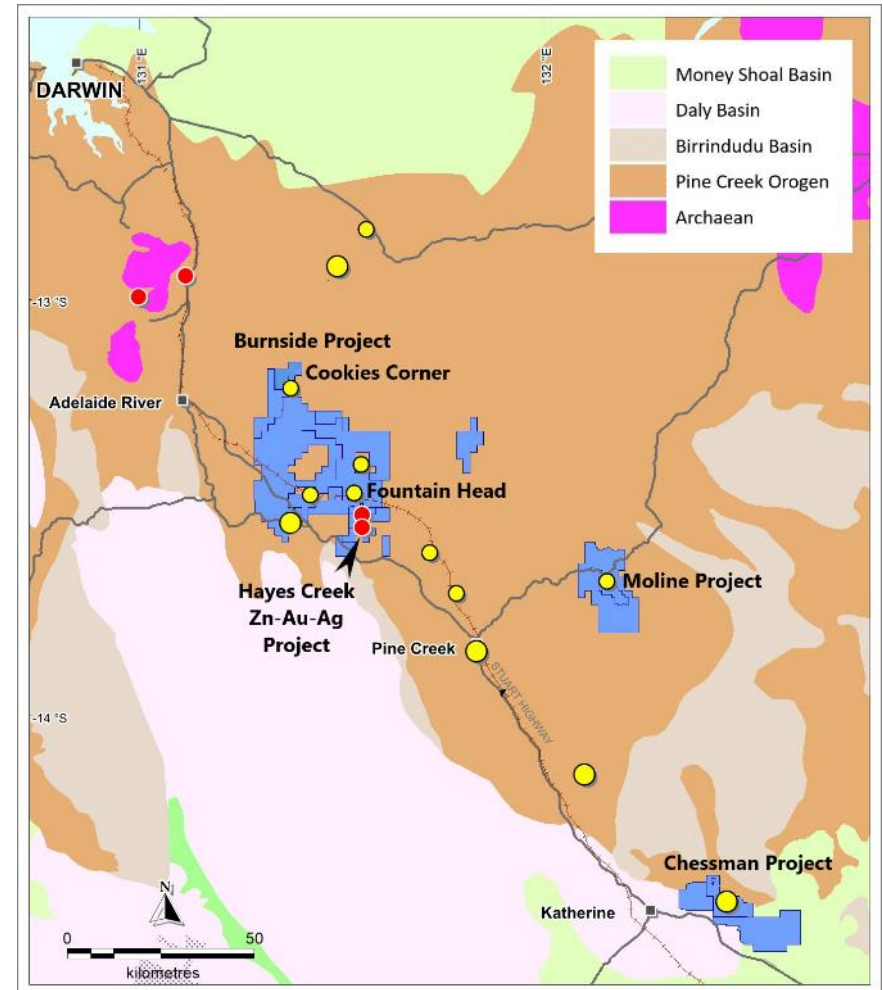 DARWIN
131 °E
132 °E
Money Shoal Basin
Daly Basin
Birrindudu Basin
Pine Creek Orogen
Archaean
-13 °S
Burnside Project
Cookies Corner
Adelaide River
Fountain Head
Hayes Creek
Zn-Au-Ag
Project
Moline Project
Pine Creek
STUART HIGHWAY
-14 °S
Chessman Project
Katherine
N
0
50
kilometres